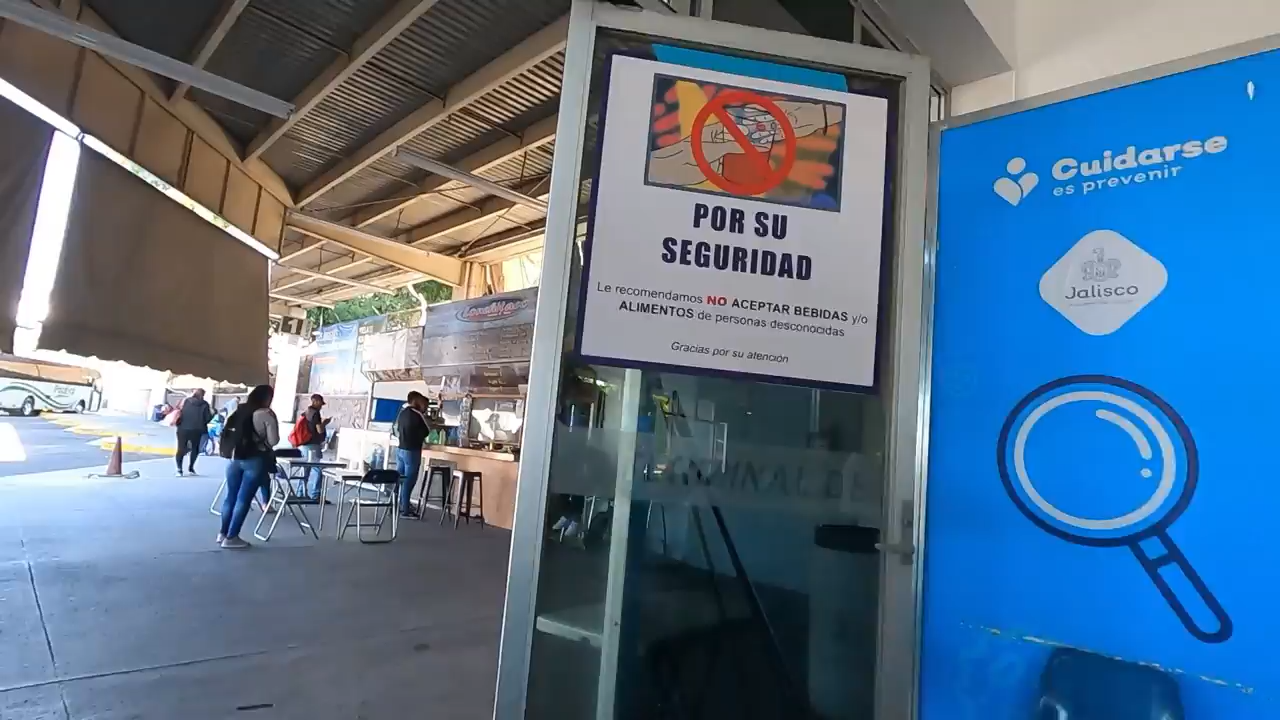 POR SU
SEGURIDAD
Le recomendamos NO ACEPTAR BEBIDAS y/o
ALIMENTOS de personas desconocidas
Gracias por su atención
Cuidarse
es prevenir
Jalisco
1